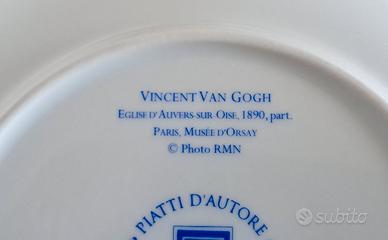 VINCENT VAN GOGH
EGLISE D'AUVERS-SUR-OISE, 1890, part.
PARIS, MUSÉE D'ORSAY
© Photo RMN
PIATTI D'AUTORE
subito